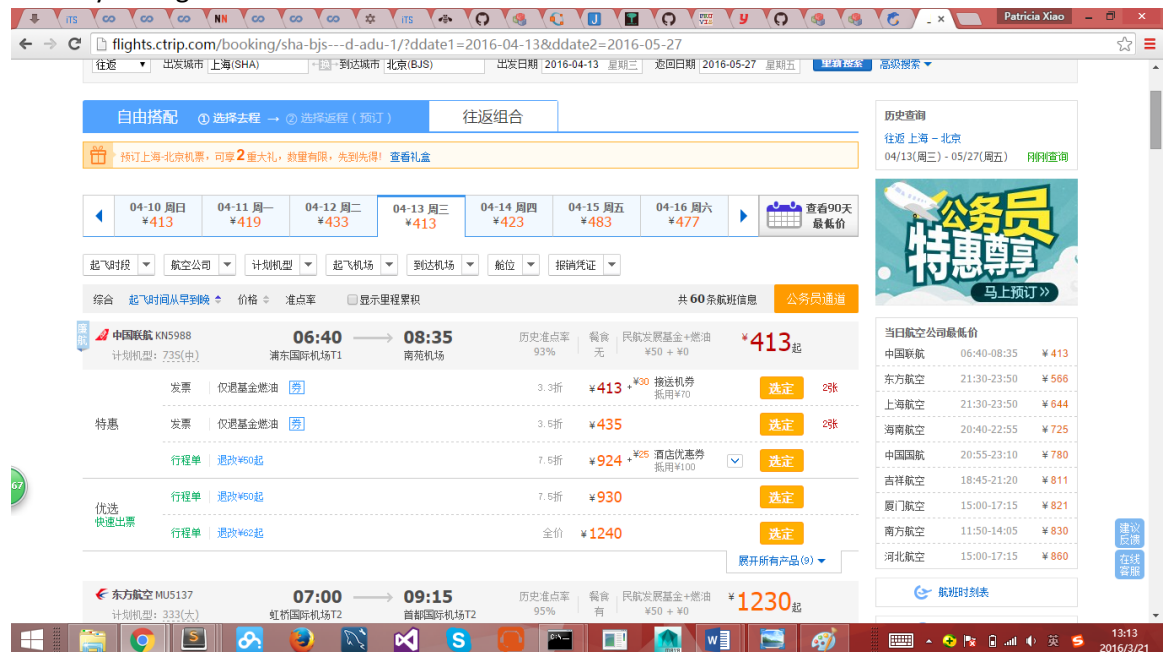 iTS
NN
iTS
Patricia Xiao
flights.ctrip.com/booking/sha-bjs---d-adu-1/?ddate1=2016-04-13&ddate2=2016-05-27
往返 出发城市 上海(SHA) 到达城市 北京(BJS) 出发日期 2016-04-13 星期三 返回日期 2016-05-27 星期五 重新搜索 高级搜索
自由搭配 ① 选择去程 → ② 选择返程 ( 预订 ) 往返组合
预订上海-北京机票，可享2重大礼，数量有限，先到先得! 查看礼盒
04-10 周日 04-11 周一 04-12 周二 04-13 周三 04-14 周四 04-15 周五 04-16 周六 查看90天
¥413 ¥419 ¥433 ¥413 ¥423 ¥483 ¥477 最低价
起飞时段 航空公司 计划机型 起飞机场 到达机场 舱位 报销凭证
综合 起飞时间从早到晚 价格 准点率 显示里程累积 共 60 条航班信息 公务员通道
中国联航 KN5988 06:40 08:35 历史准点率 餐食 民航发展基金+燃油 ¥413起
计划机型: 73S(中) 浦东国际机场T1 南苑机场 93% 无 ¥50 + ¥0
特惠
发票 仅退基金燃油 券 3.3折 ¥413 +¥30 接送机券 抵用¥70 选定 2张
发票 仅退基金燃油 券 3.5折 ¥435 选定 2张
行程单 退改¥50起 7.5折 ¥924 +¥25 酒店优惠券 抵用¥100 选定
优选
快速出票
行程单 退改¥50起 7.5折 ¥930 选定
行程单 退改¥62起 全价 ¥1240 选定
展开所有产品(9)
东方航空 MU5137 07:00 09:15 历史准点率 餐食 民航发展基金+燃油 ¥1230起
计划机型: 333(大) 虹桥国际机场T2 首都国际机场T2 95% 有 ¥50 + ¥0
历史查询
往返 上海 – 北京
04/13(周三) - 05/27(周五) 刚刚查询
公务员
特惠尊享
马上预订
当日航空公司最低价
中国联航 06:40-08:35 ¥ 413
东方航空 21:30-23:50 ¥ 566
上海航空 21:30-23:50 ¥ 644
海南航空 20:40-22:55 ¥ 725
中国国航 20:55-23:10 ¥ 780
吉祥航空 18:45-21:20 ¥ 811
厦门航空 15:00-17:15 ¥ 821
南方航空 11:50-14:05 ¥ 830
河北航空 15:00-17:15 ¥ 860
航班时刻表
建议
反馈
在线
客服
67
英
13:13
2016/3/21